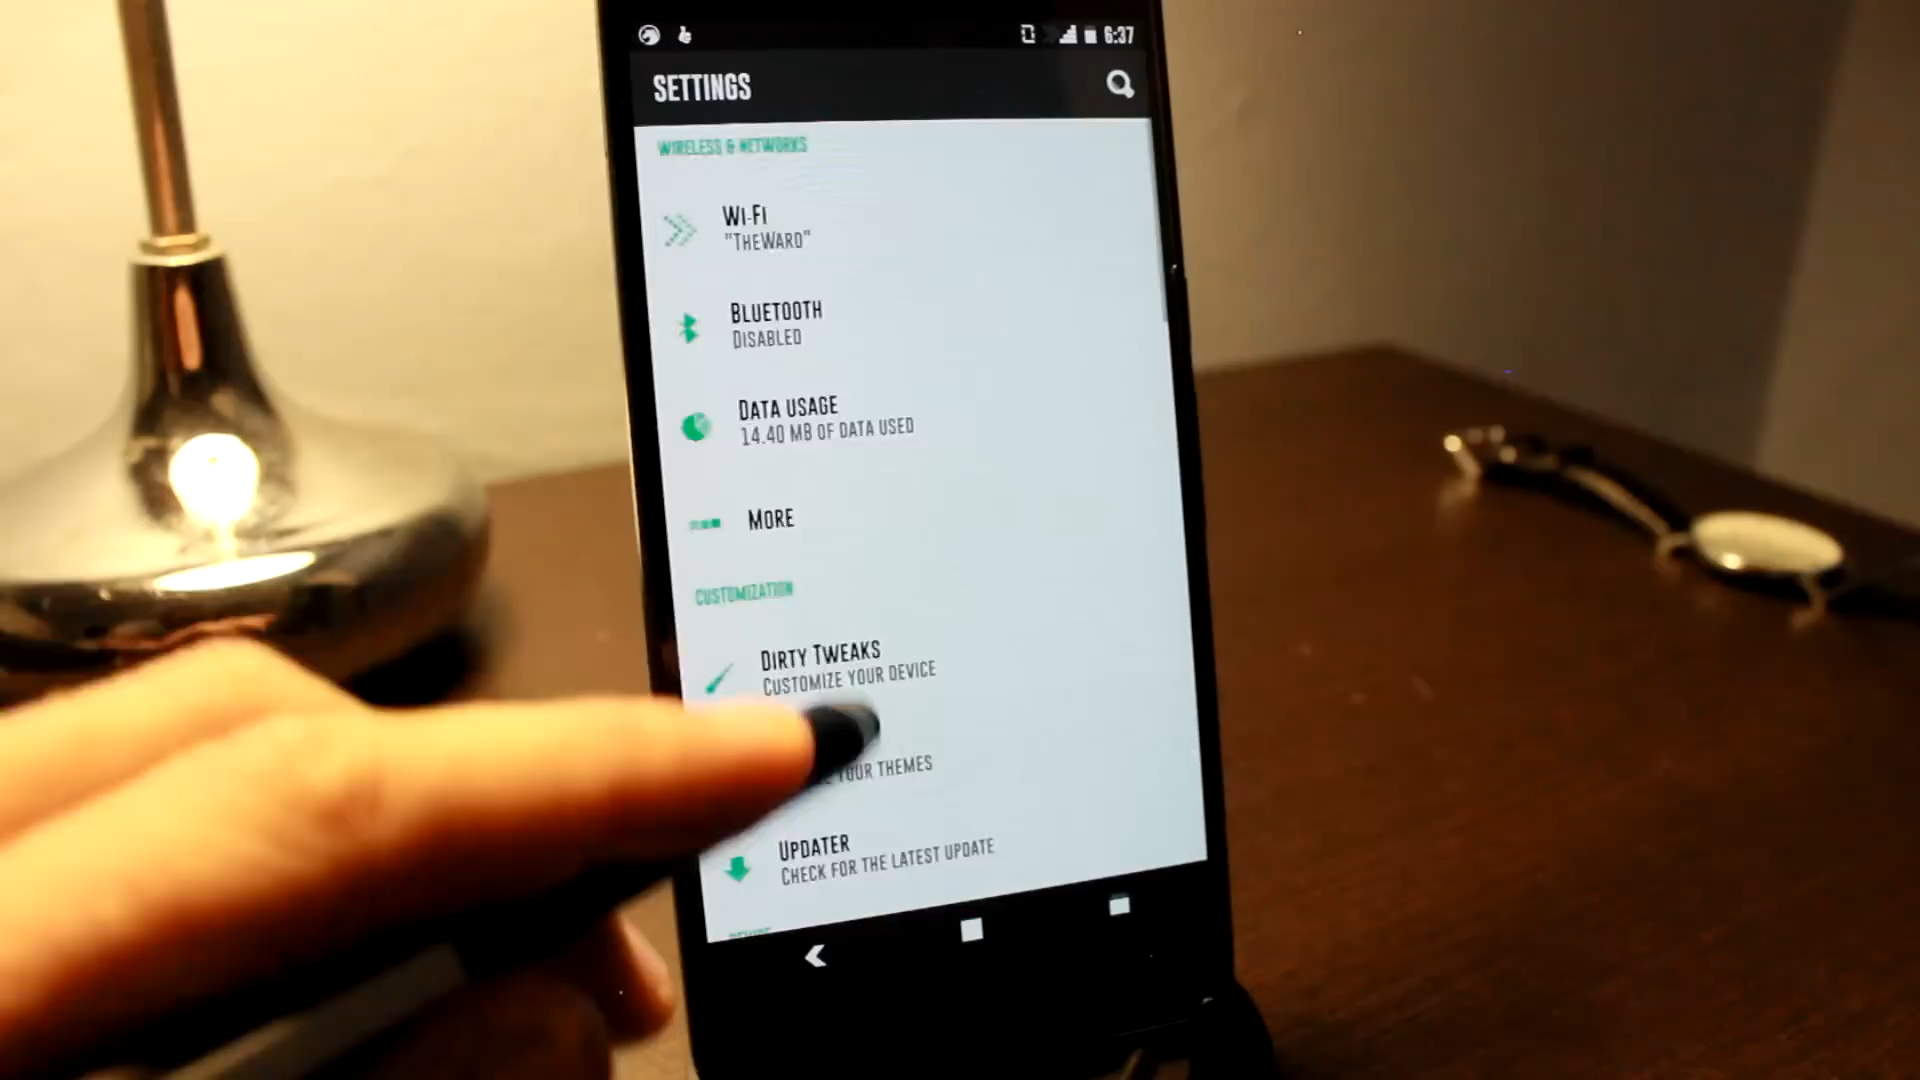 6:37
SETTINGS
WIRELESS & NETWORKS
WI-FI
"THEWARD"
BLUETOOTH
DISABLED
DATA USAGE
14.40 MB OF DATA USED
MORE
CUSTOMIZATION
DIRTY TWEAKS
CUSTOMIZE YOUR DEVICE
YOUR THEMES
UPDATER
CHECK FOR THE LATEST UPDATE